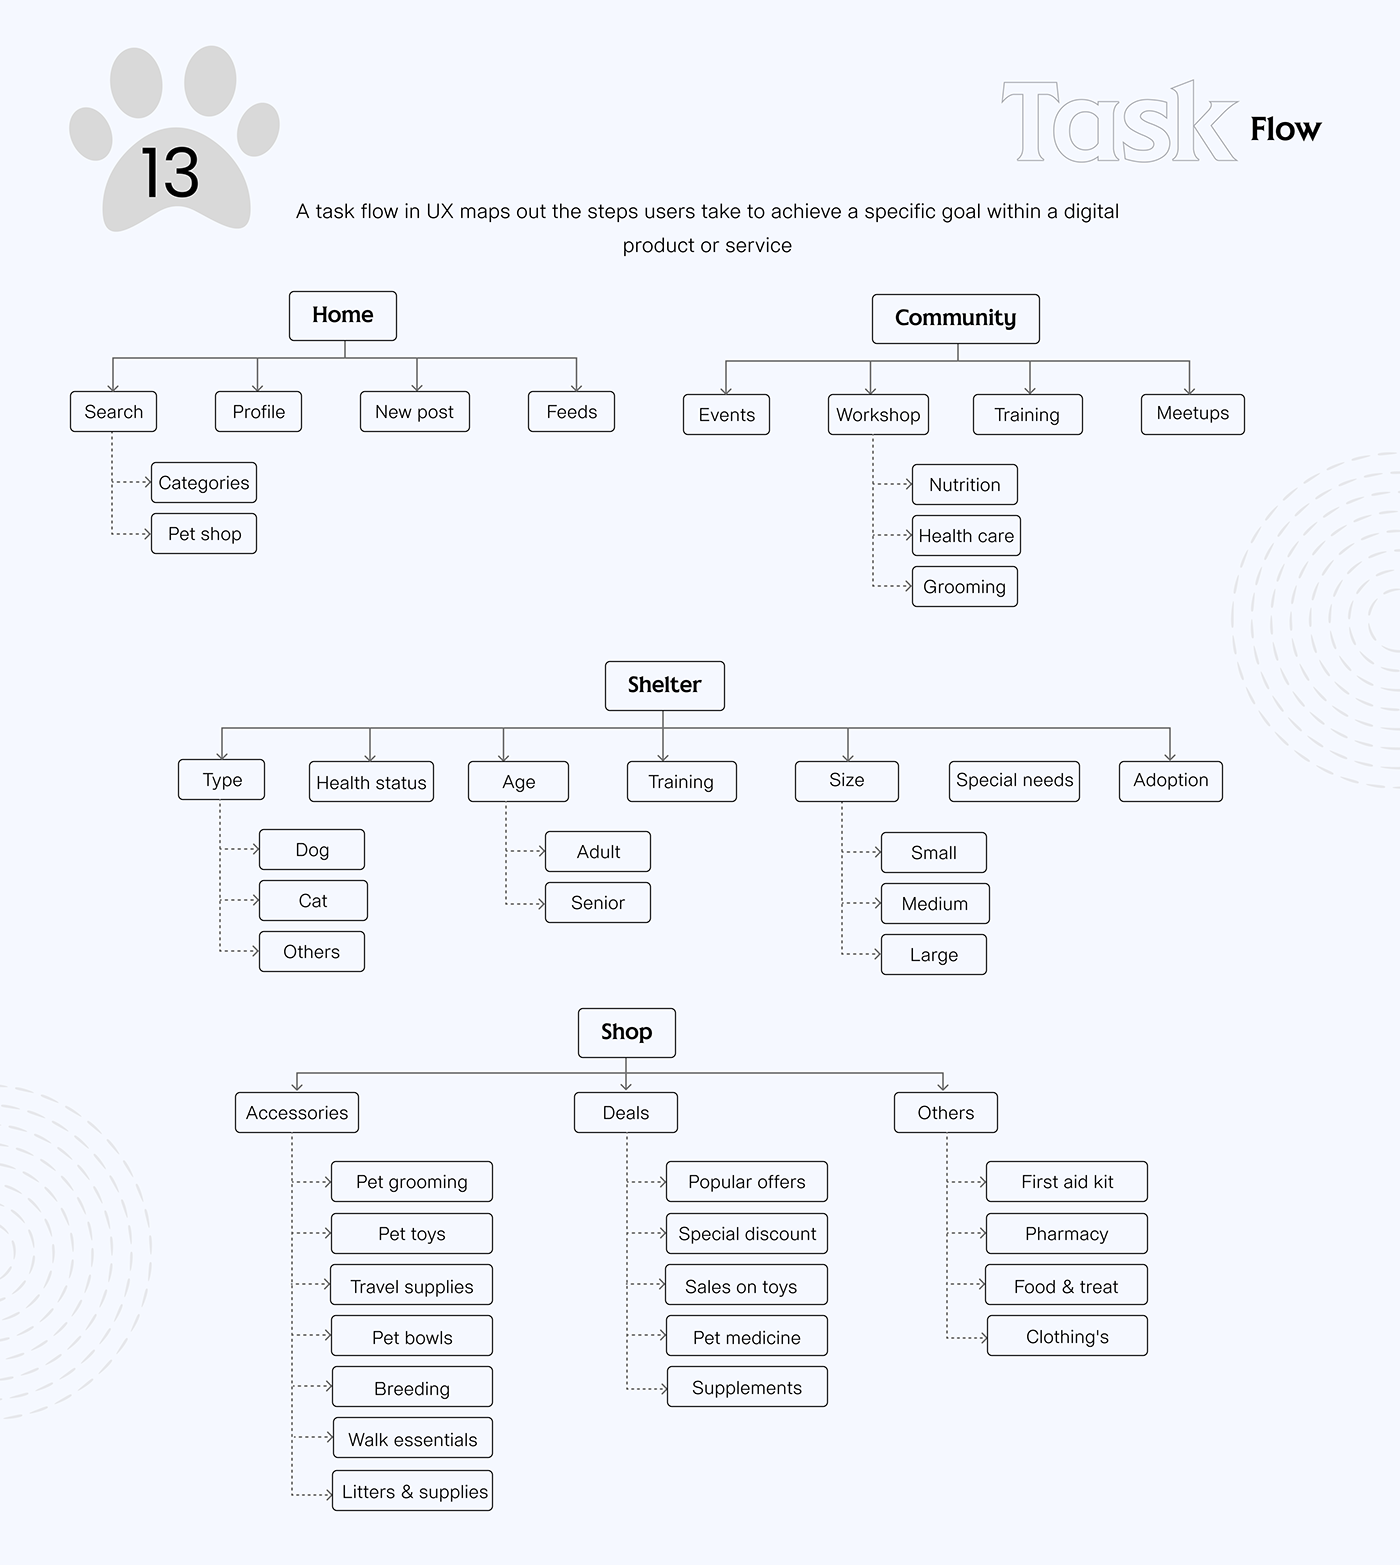 13
Task Flow
A task flow in UX maps out the steps users take to achieve a specific goal within a digital
product or service
Home
Search
Profile
New post
Feeds
Categories
Pet shop
Community
Events
Workshop
Training
Meetups
Nutrition
Health care
Grooming
Shelter
Type
Health status
Age
Training
Size
Special needs
Adoption
Dog
Cat
Others
Adult
Senior
Small
Medium
Large
Shop
Accessories
Deals
Others
Pet grooming
Pet toys
Travel supplies
Pet bowls
Breeding
Walk essentials
Litters & supplies
Popular offers
Special discount
Sales on toys
Pet medicine
Supplements
First aid kit
Pharmacy
Food & treat
Clothing's